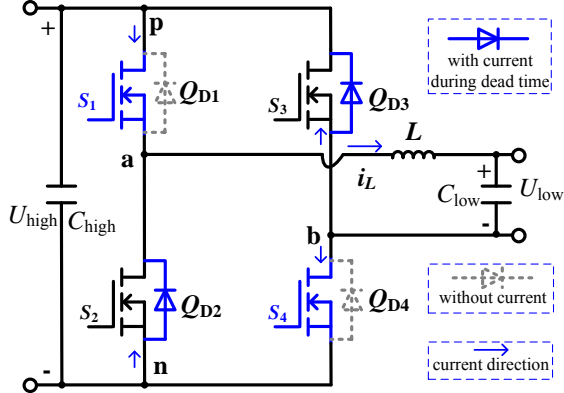 +
p
S1
QD1
S3
QD3
with current
during dead time
a
L
iL
+
Uhigh
Chigh
Clow
Ulow
-
b
S2
QD2
S4
QD4
without current
-
n
current direction